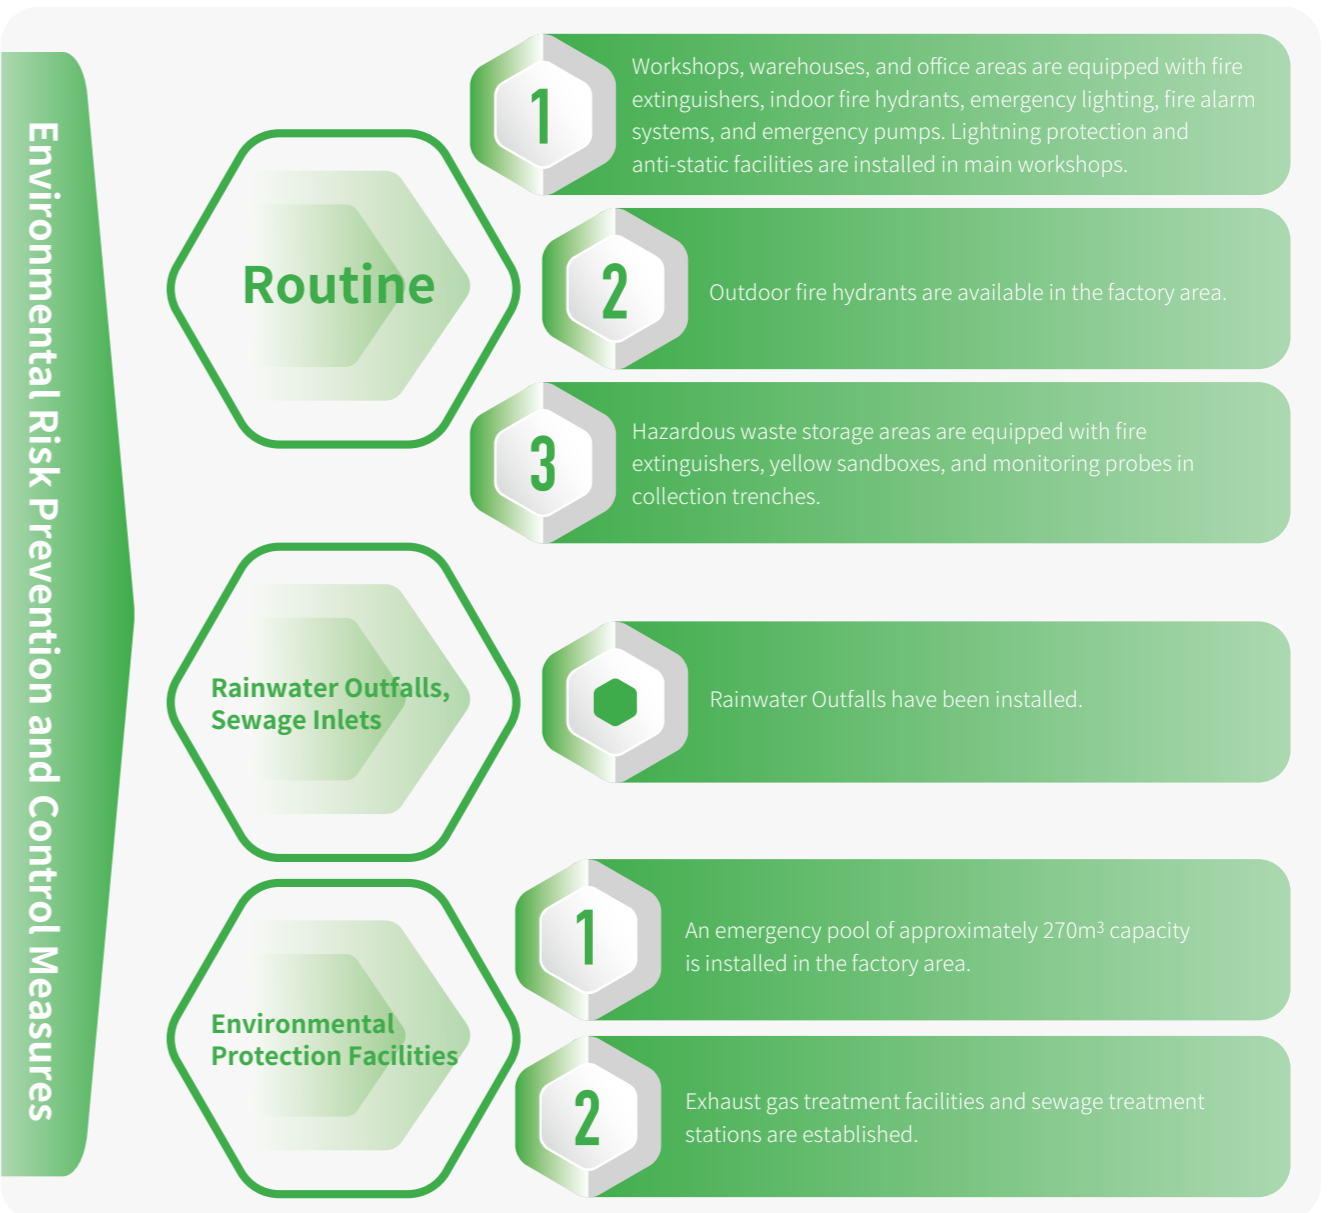 Environmental Risk Prevention and Control Measures
Routine
1
Workshops, warehouses, and office areas are equipped with fire
extinguishers, indoor fire hydrants, emergency lighting, fire alarm
systems, and emergency pumps. Lightning protection and
anti-static facilities are installed in main workshops.
2
Outdoor fire hydrants are available in the factory area.
3
Hazardous waste storage areas are equipped with fire
extinguishers, yellow sandboxes, and monitoring probes in
collection trenches.
Rainwater Outfalls,
Sewage Inlets
Rainwater Outfalls have been installed.
Environmental
Protection Facilities
1
An emergency pool of approximately 270m³ capacity
is installed in the factory area.
2
Exhaust gas treatment facilities and sewage treatment
stations are established.